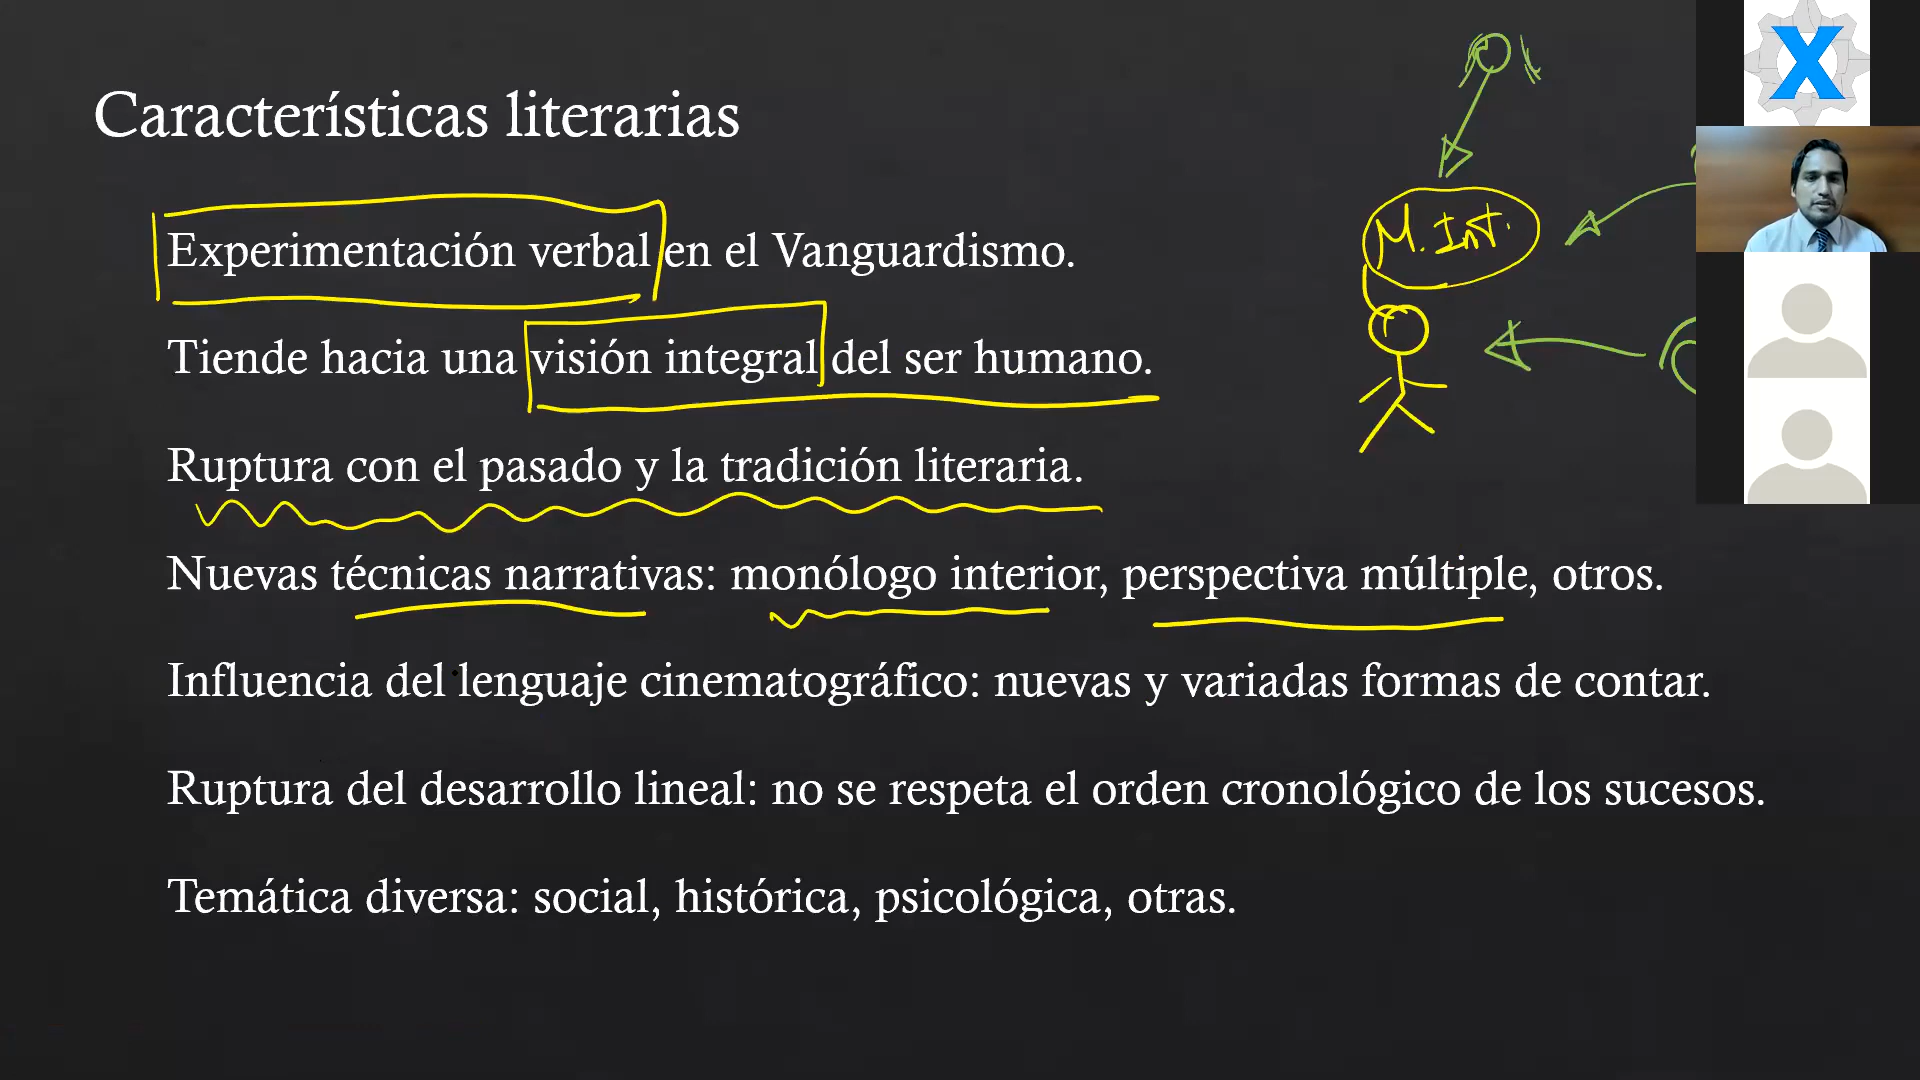 Características literarias
Experimentación verbal en el Vanguardismo.
Tiende hacia una visión integral del ser humano.
Ruptura con el pasado y la tradición literaria.
Nuevas técnicas narrativas: monólogo interior, perspectiva múltiple, otros.
Influencia del lenguaje cinematográfico: nuevas y variadas formas de contar.
Ruptura del desarrollo lineal: no se respeta el orden cronológico de los sucesos.
Temática diversa: social, histórica, psicológica, otras.
M. Int.
X